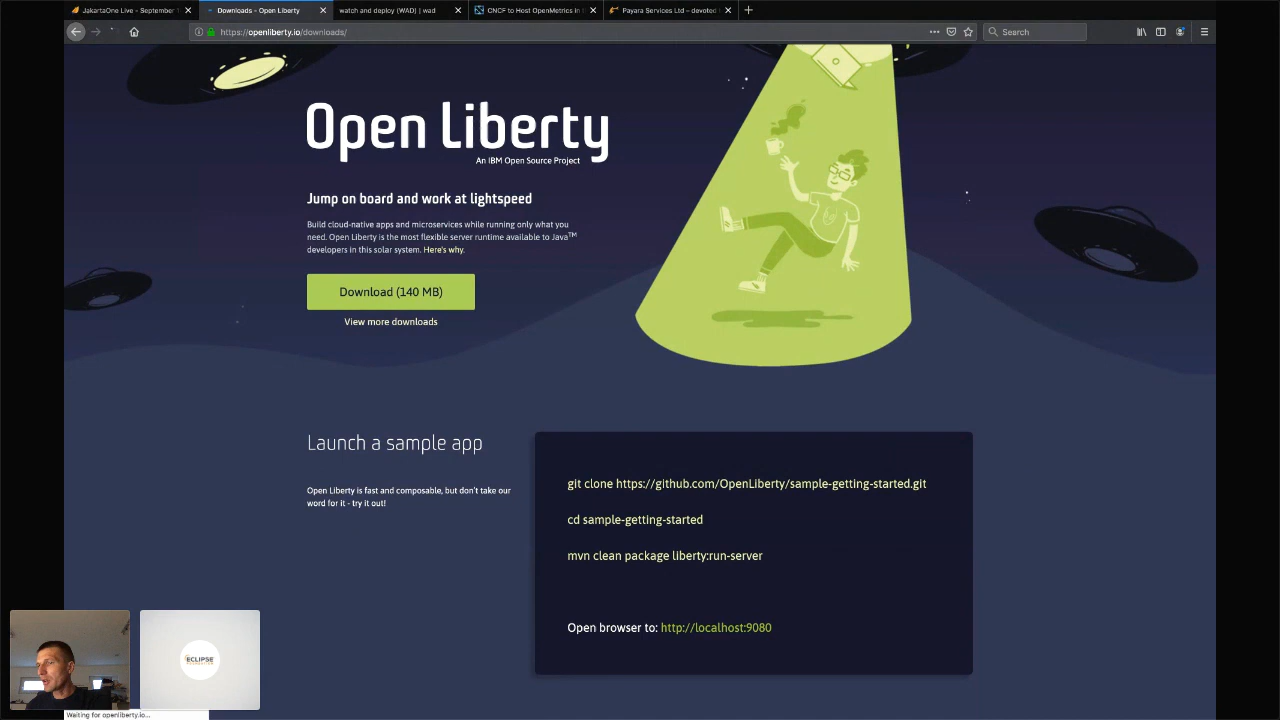 JakartaOne Live – September 1
Downloads - Open Liberty
watch and deploy (WAD) | wad
CNCF to Host OpenMetrics in t
Payara Services Ltd – devoted
https://openliberty.io/downloads/
Search
Open Liberty
An IBM Open Source Project
Jump on board and work at lightspeed
Build cloud-native apps and microservices while running only what you
need. Open Liberty is the most flexible server runtime available to Java™
developers in this solar system. Here's why.
Download (140 MB)
View more downloads
Launch a sample app
Open Liberty is fast and composable, but don't take our
word for it - try it out!
git clone https://github.com/OpenLiberty/sample-getting-started.git
cd sample-getting-started
mvn clean package liberty:run-server
Open browser to: http://localhost:9080
ECLIPSE
FOUNDATION
Waiting for openliberty.io...